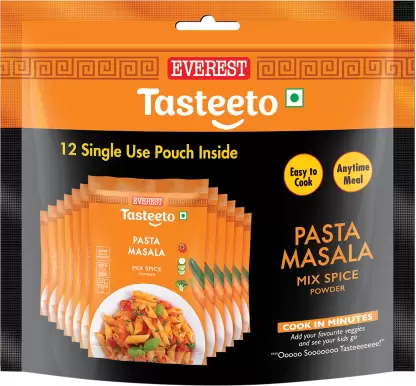 EVEREST
Tasteeto
12 Single Use Pouch Inside
Easy to
Cook
Anytime
Meal
EVEREST
Tasteeto
PASTA
MASALA
MIX SPICE
POWDER
PASTA
MASALA
MIX SPICE
POWDER
COOK IN MINUTES
Add your favourite veggies
and see your kids go
""Ooooo Sooooooo Tasteeeeeee!"